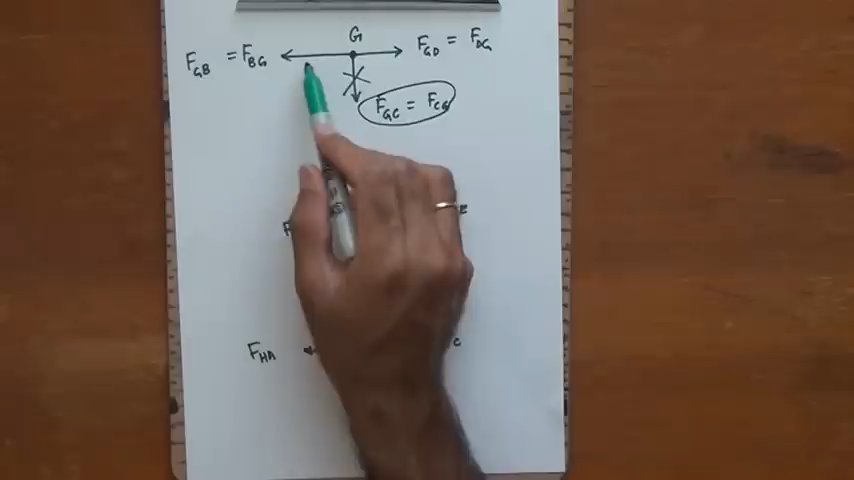 G
F_GB = F_BG
F_GD = F_DG
F_GC = F_CG
E
F_HA
C